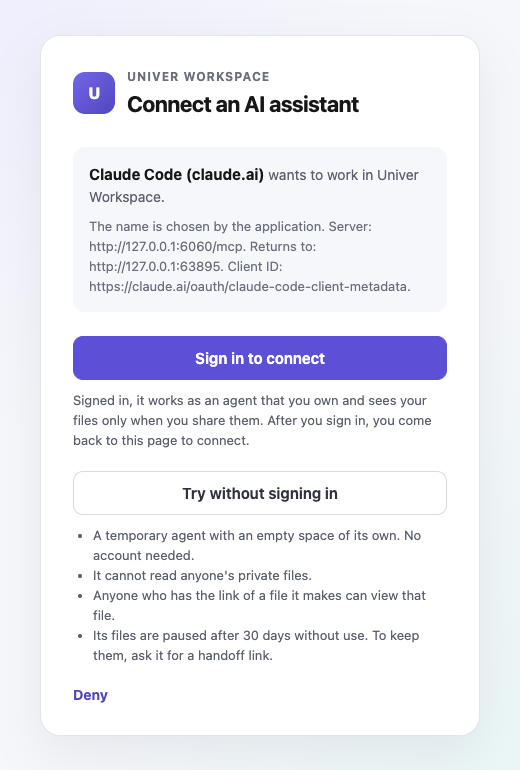 U
UNIVER WORKSPACE
Connect an AI assistant
Claude Code (claude.ai) wants to work in Univer
Workspace.
The name is chosen by the application. Server:
http://127.0.0.1:6060/mcp. Returns to:
http://127.0.0.1:63895. Client ID:
https://claude.ai/oauth/claude-code-client-metadata.
Sign in to connect
Signed in, it works as an agent that you own and sees your
files only when you share them. After you sign in, you come
back to this page to connect.
Try without signing in
• A temporary agent with an empty space of its own. No
account needed.
• It cannot read anyone's private files.
• Anyone who has the link of a file it makes can view that
file.
• Its files are paused after 30 days without use. To keep
them, ask it for a handoff link.
Deny